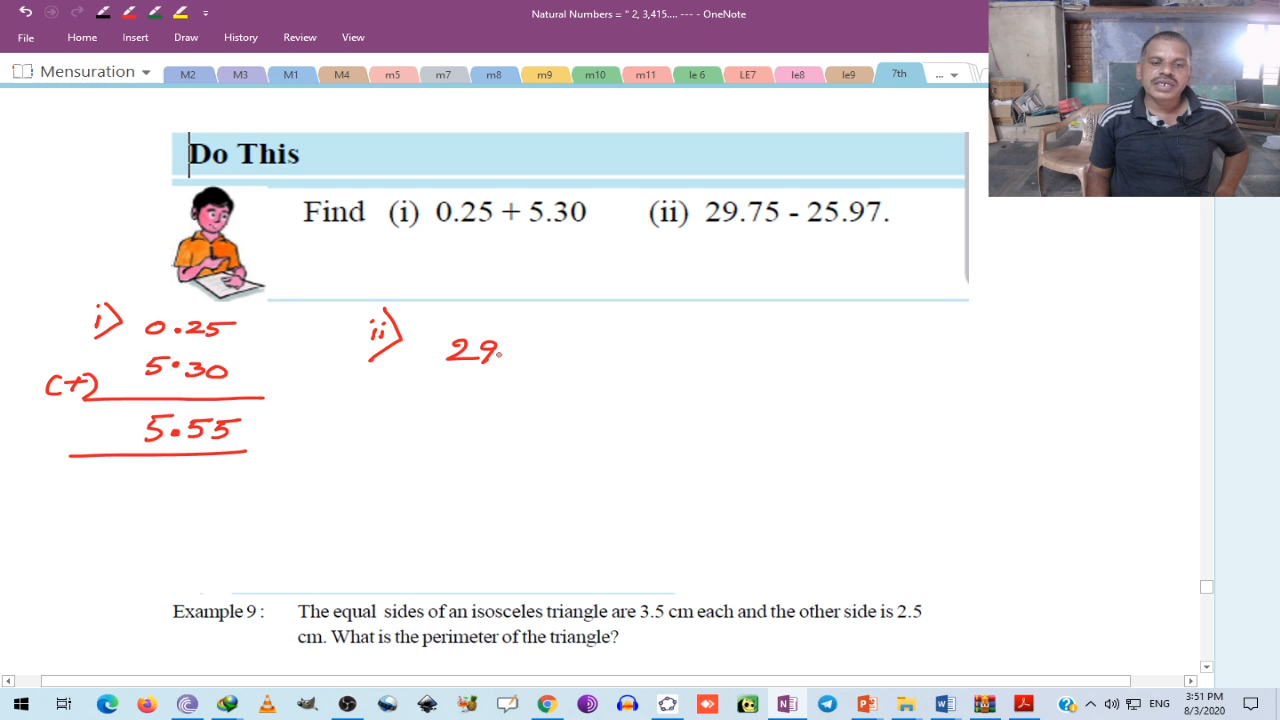 Natural Numbers = " 2, 3,415.... --- - OneNote
File Home Insert Draw History Review View
Mensuration M2 M3 M1 M4 m5 m7 m8 m9 m10 m11 le 6 LE7 le8 le9 7th ...
Do This
Find (i) 0.25 + 5.30 (ii) 29.75 - 25.97.
i) 0.25
5.30
(+)
5.55
ii) 29.
Example 9 : The equal sides of an isosceles triangle are 3.5 cm each and the other side is 2.5
cm. What is the perimeter of the triangle?
3:51 PM
ENG
8/3/2020